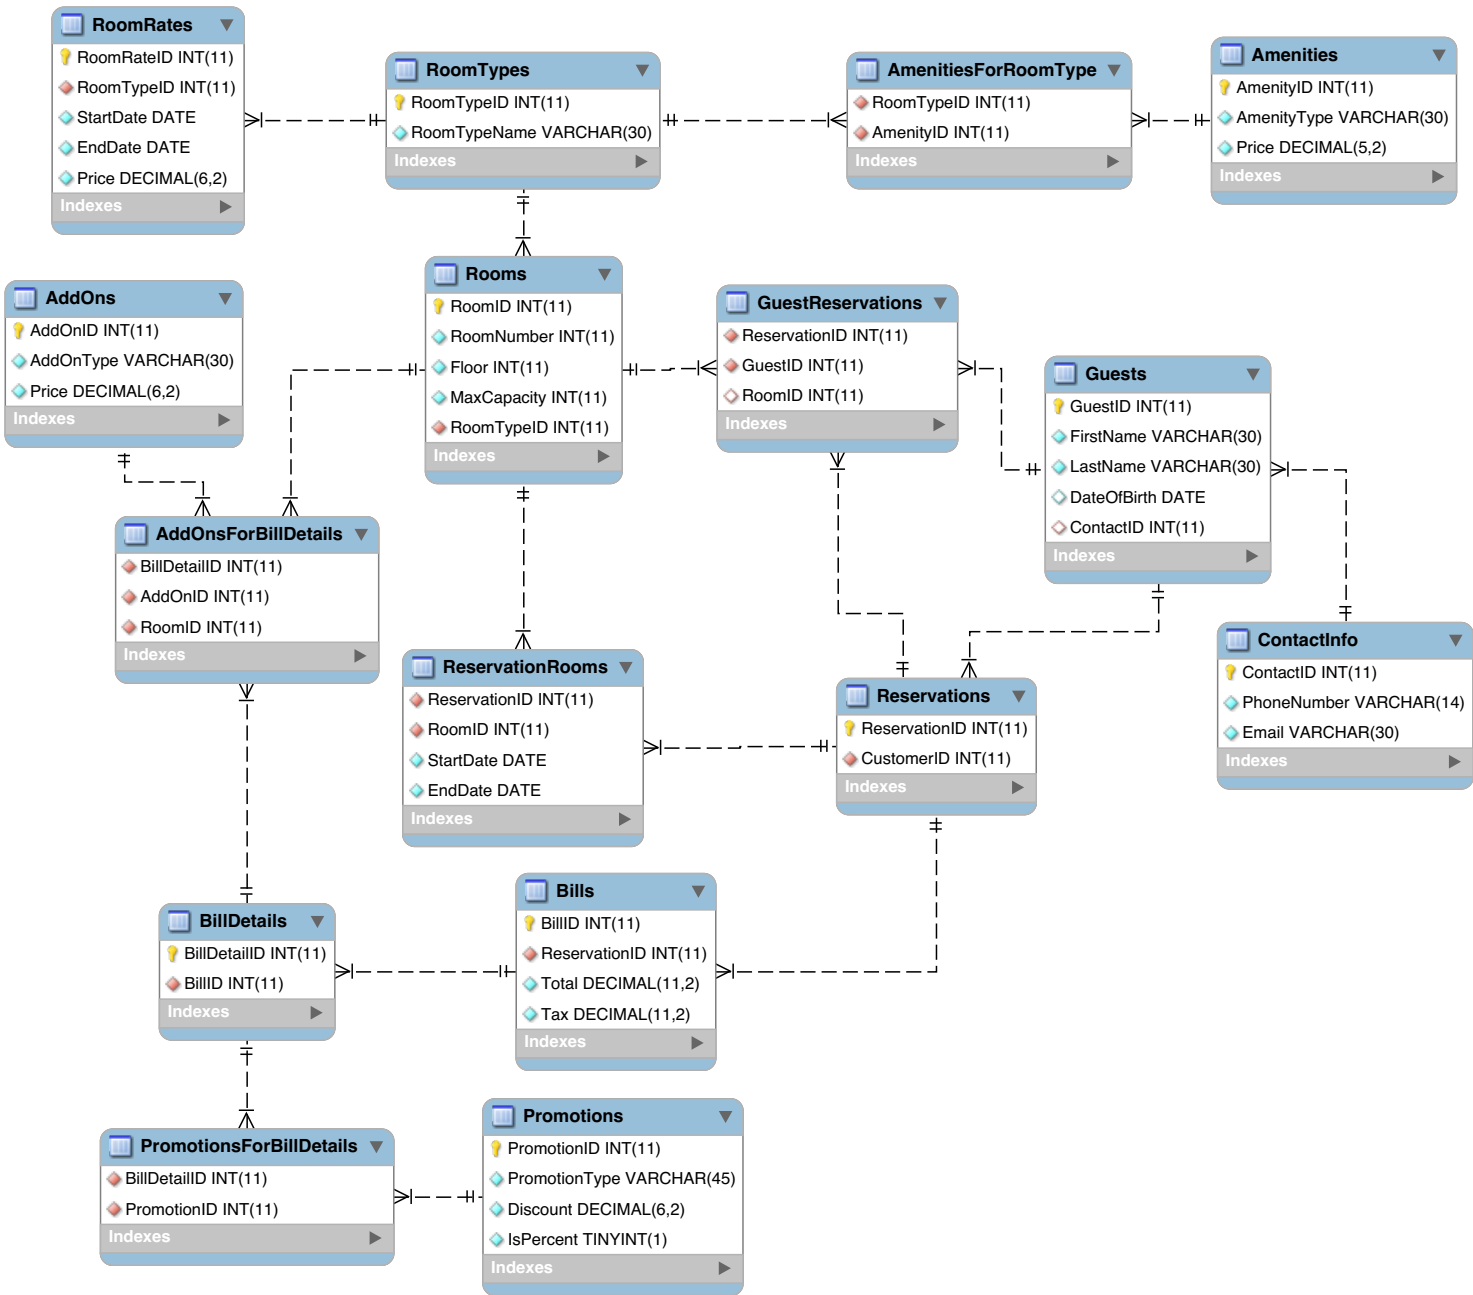 RoomRates
RoomRateID INT(11)
RoomTypeID INT(11)
StartDate DATE
EndDate DATE
Price DECIMAL(6,2)
Indexes
RoomTypes
RoomTypeID INT(11)
RoomTypeName VARCHAR(30)
Indexes
AmenitiesForRoomType
RoomTypeID INT(11)
AmenityID INT(11)
Indexes
Amenities
AmenityID INT(11)
AmenityType VARCHAR(30)
Price DECIMAL(5,2)
Indexes
AddOns
AddOnID INT(11)
AddOnType VARCHAR(30)
Price DECIMAL(6,2)
Indexes
Rooms
RoomID INT(11)
RoomNumber INT(11)
Floor INT(11)
MaxCapacity INT(11)
RoomTypeID INT(11)
Indexes
GuestReservations
ReservationID INT(11)
GuestID INT(11)
RoomID INT(11)
Indexes
Guests
GuestID INT(11)
FirstName VARCHAR(30)
LastName VARCHAR(30)
DateOfBirth DATE
ContactID INT(11)
Indexes
AddOnsForBillDetails
BillDetailID INT(11)
AddOnID INT(11)
RoomID INT(11)
Indexes
ReservationRooms
ReservationID INT(11)
RoomID INT(11)
StartDate DATE
EndDate DATE
Indexes
Reservations
ReservationID INT(11)
CustomerID INT(11)
Indexes
ContactInfo
ContactID INT(11)
PhoneNumber VARCHAR(14)
Email VARCHAR(30)
Indexes
BillDetails
BillDetailID INT(11)
BillID INT(11)
Indexes
Bills
BillID INT(11)
ReservationID INT(11)
Total DECIMAL(11,2)
Tax DECIMAL(11,2)
Indexes
PromotionsForBillDetails
BillDetailID INT(11)
PromotionID INT(11)
Indexes
Promotions
PromotionID INT(11)
PromotionType VARCHAR(45)
Discount DECIMAL(6,2)
IsPercent TINYINT(1)
Indexes